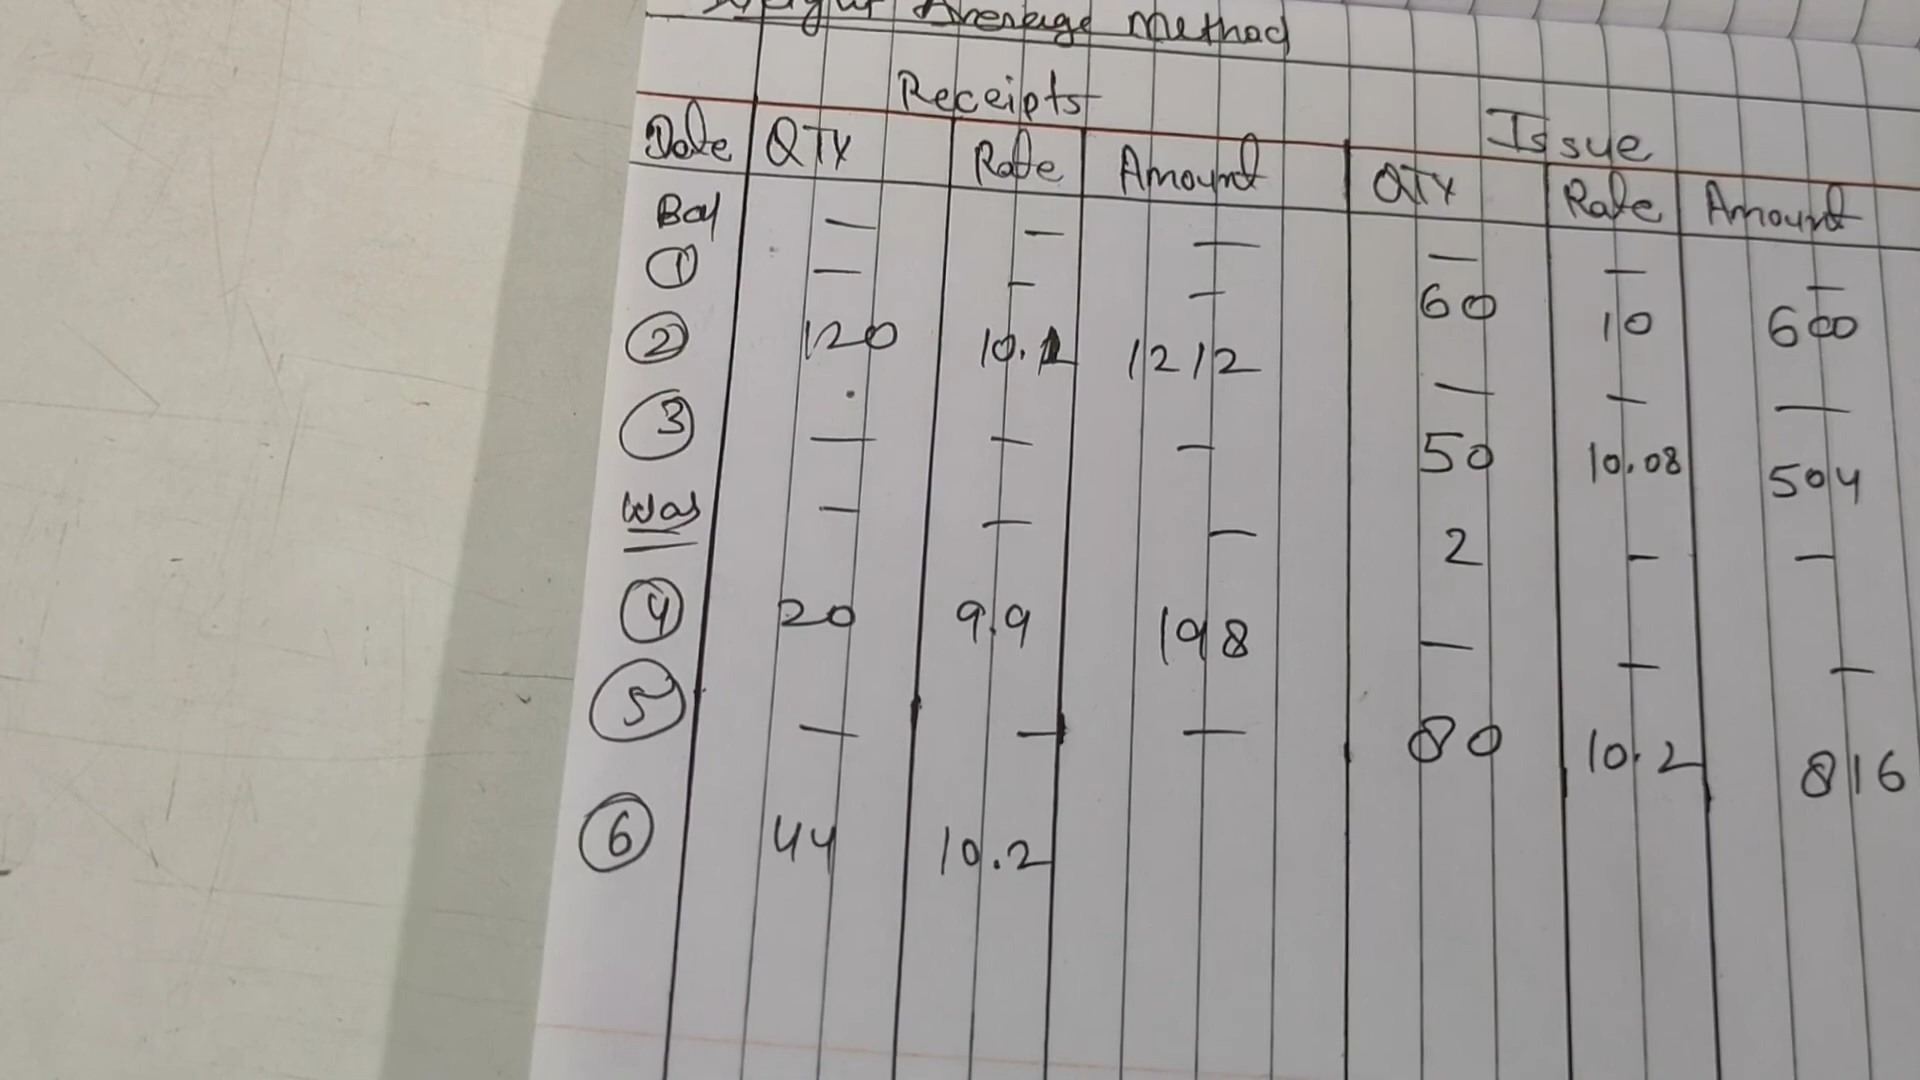 Weight Average Method
Receipts Issue
Date QTY Rate Amount QTY Rate Amount
Bal — — — — — —
① — — — 60 10 600
② 120 10.1 1212 — — —
③ — — — 50 10.08 504
— — — 2 — —
④ 20 9.9 198 — — —
⑤ — — — 80 10.2 816
⑥ 44 10.2